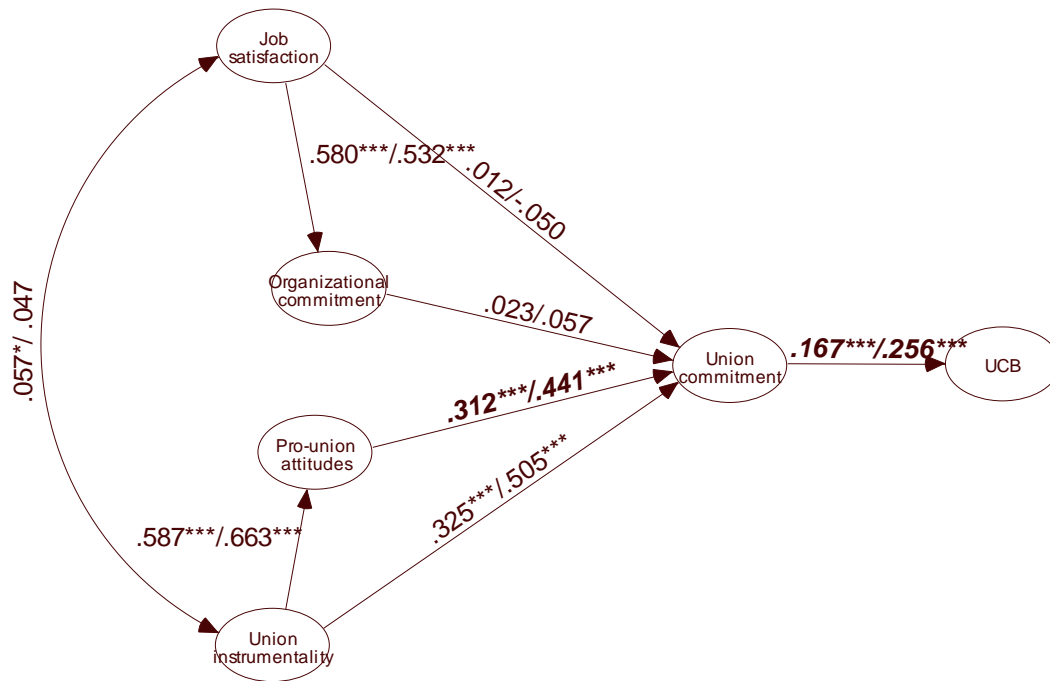 Job
satisfaction
.580***/.532***
.012/-.050
Organizational
commitment
.057*/ .047
.023/.057
Union
commitment
.167***/.256***
UCB
.312***/.441***
Pro-union
attitudes
.325***/.505***
.587***/.663***
Union
instrumentality